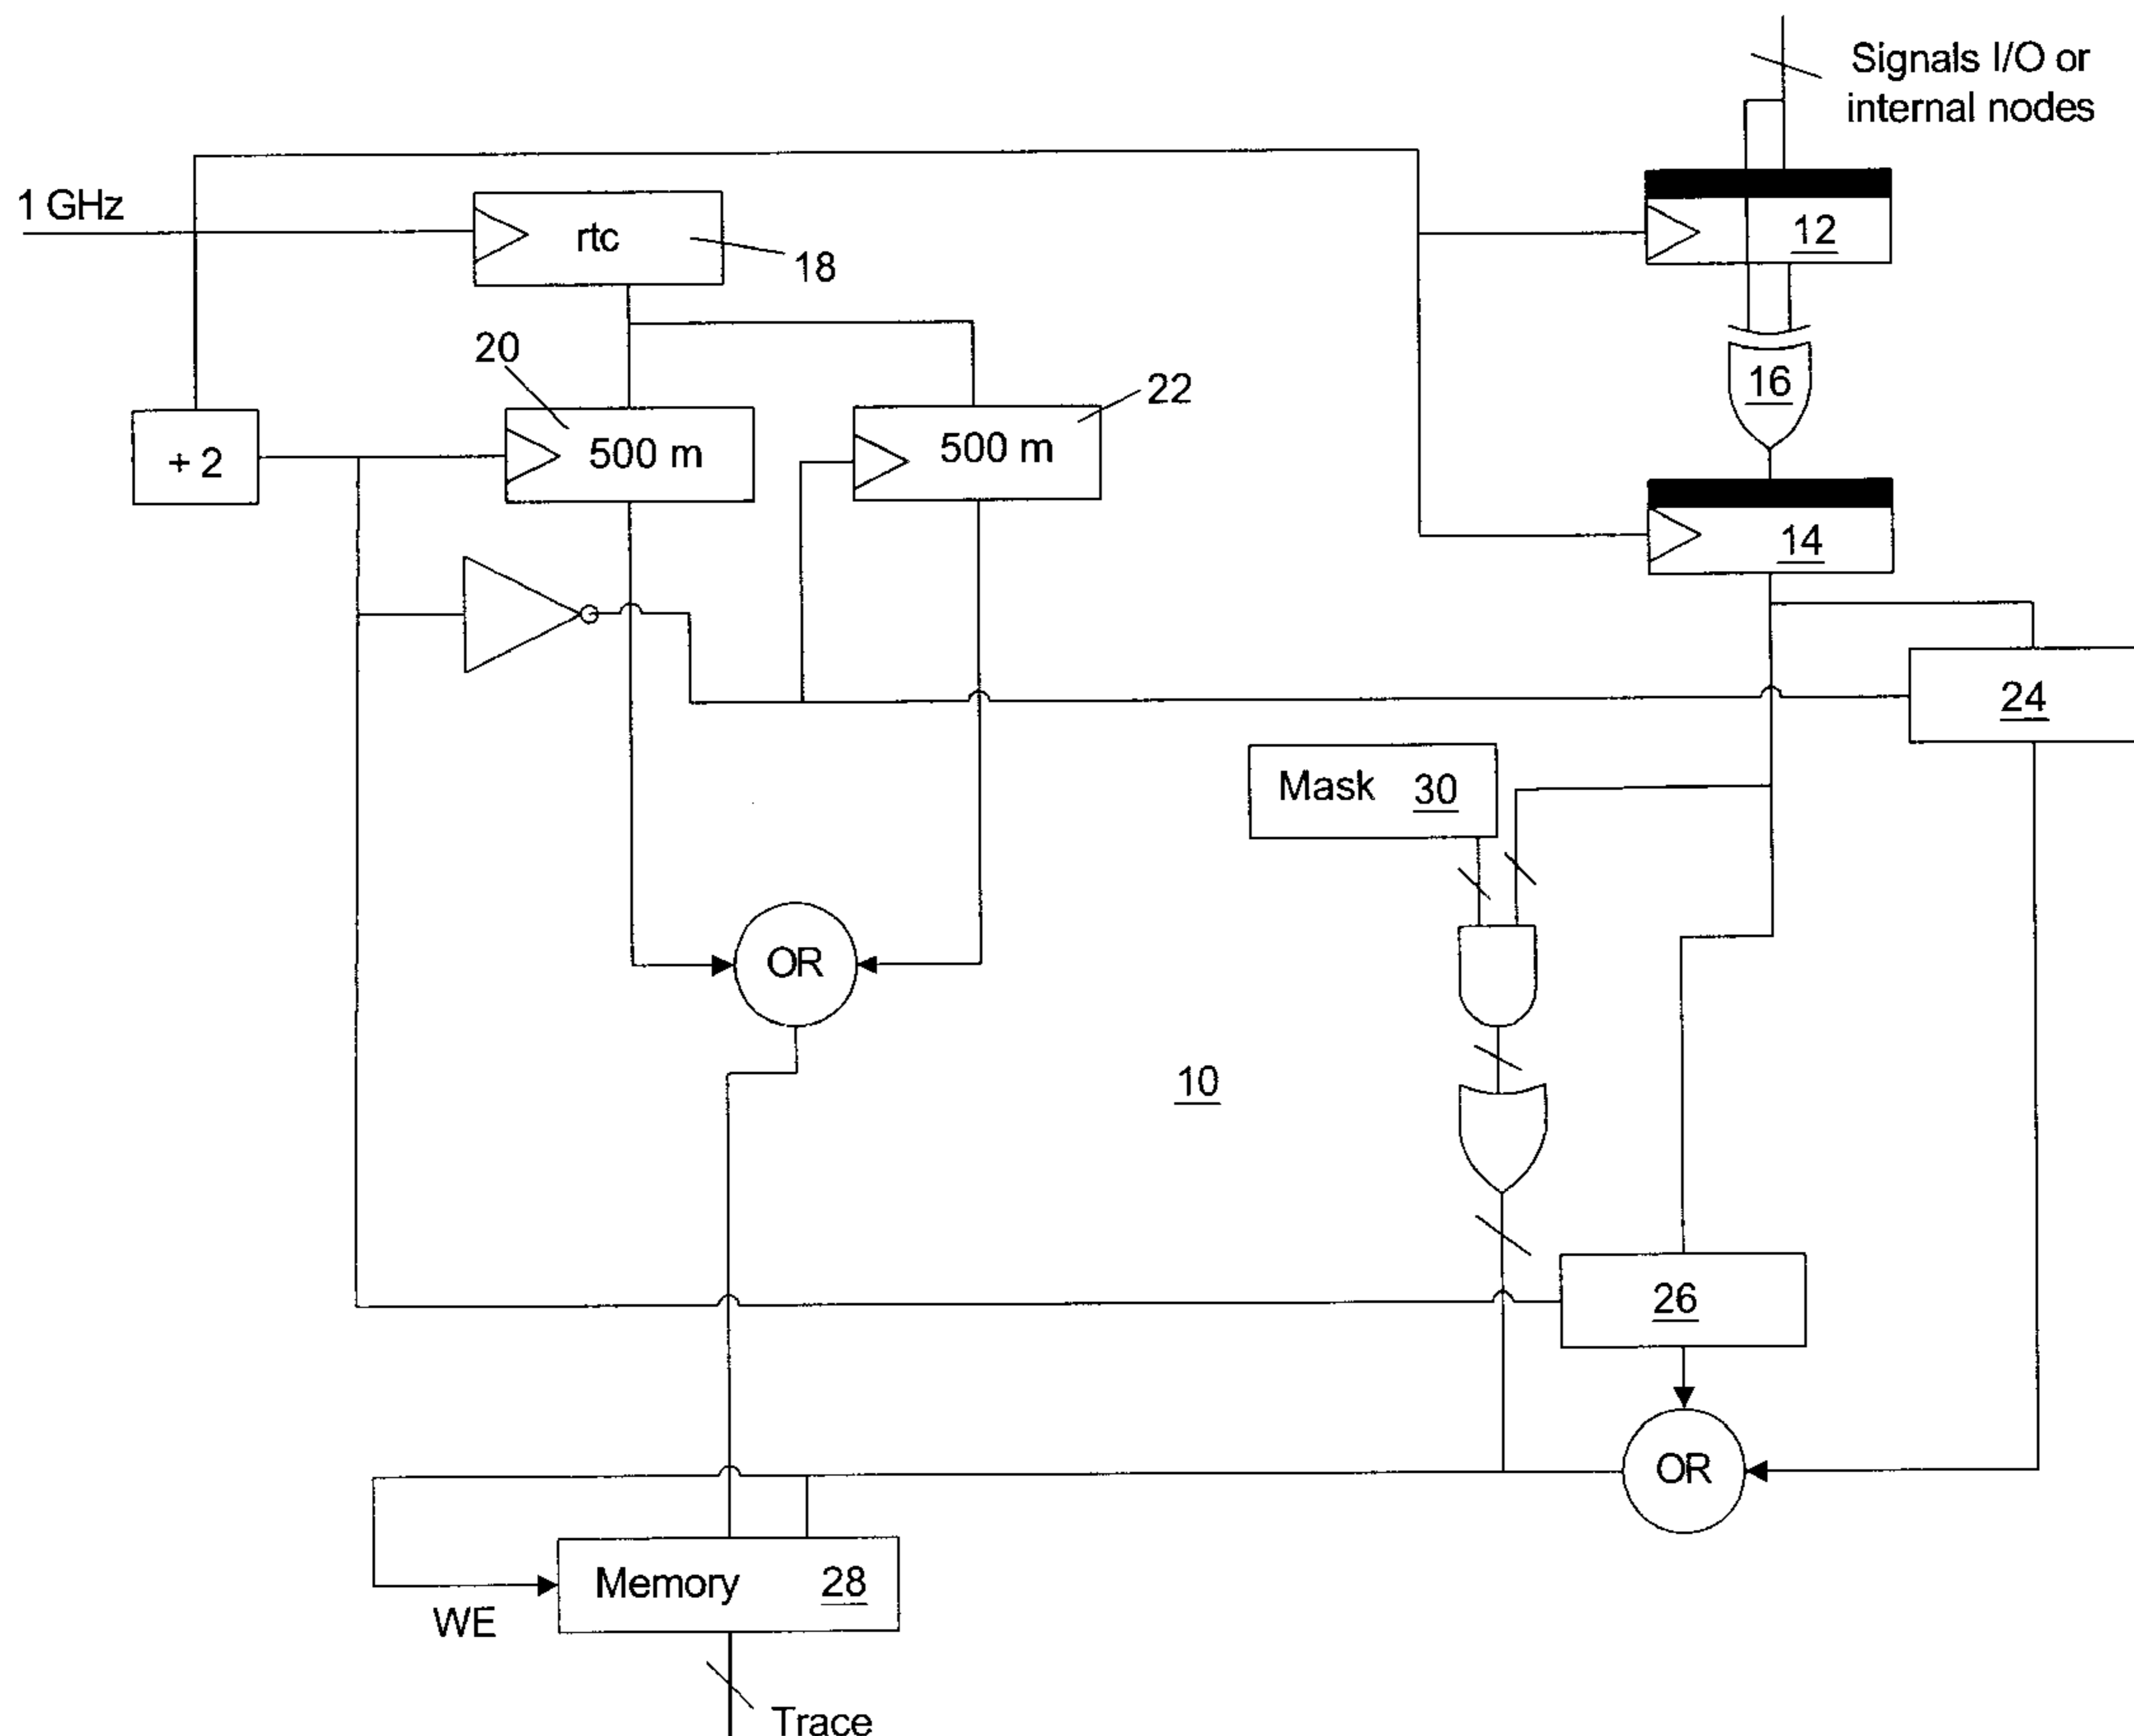 Signals I/O or
internal nodes
1 GHz
rtc
18
12
20
22
16
+ 2
500 m
500 m
14
24
Mask 30
OR
10
26
OR
Memory 28
WE
Trace